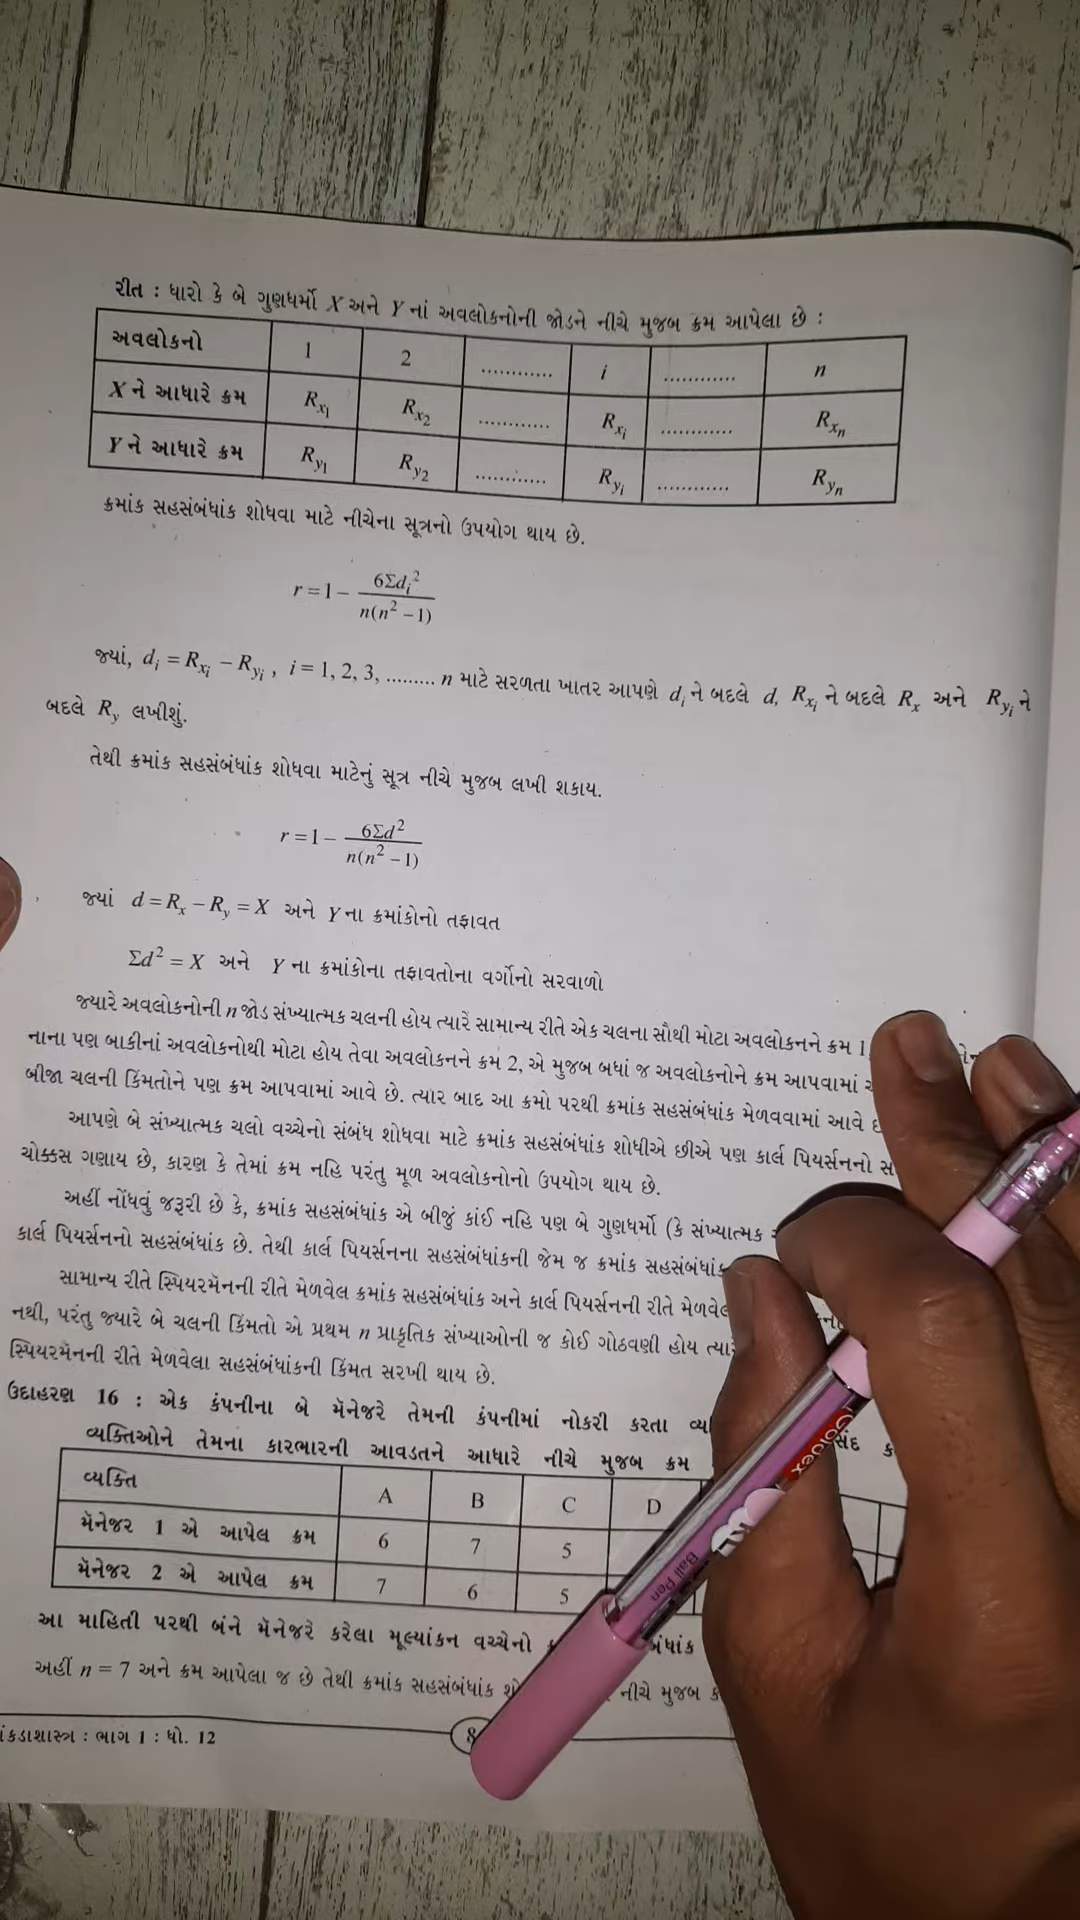 રીત : ધારો કે બે ગુણધર્મો X અને Y નાં અવલોકનોની જોડને નીચે મુજબ ક્રમ આપેલા છે :
અવલોકનો 1 2 ............ i ............ n
X ને આધારે ક્રમ Rx1 Rx2 ............ Rxi ............ Rxn
Y ને આધારે ક્રમ Ry1 Ry2 ............ Ryi ............ Ryn
ક્રમાંક સહસંબંધાંક શોધવા માટે નીચેના સૂત્રનો ઉપયોગ થાય છે.
r = 1 − 6Σdi² / n(n² − 1)
જ્યાં, di = Rxi − Ryi , i = 1, 2, 3, ......... n માટે સરળતા ખાતર આપણે di ને બદલે d, Rxi ને બદલે Rx અને Ryi ને
બદલે Ry લખીશું.
તેથી ક્રમાંક સહસંબંધાંક શોધવા માટેનું સૂત્ર નીચે મુજબ લખી શકાય.
r = 1 − 6Σd² / n(n² − 1)
જ્યાં d = Rx − Ry = X અને Y ના ક્રમાંકોનો તફાવત
Σd² = X અને Y ના ક્રમાંકોના તફાવતોના વર્ગોનો સરવાળો
જ્યારે અવલોકનોની n જોડ સંખ્યાત્મક ચલની હોય ત્યારે સામાન્ય રીતે એક ચલના સૌથી મોટા અવલોકનને ક્રમ 1
નાના પણ બાકીનાં અવલોકનોથી મોટા હોય તેવા અવલોકનને ક્રમ 2, એ મુજબ બધાં જ અવલોકનોને ક્રમ આપવામાં
બીજા ચલની કિંમતોને પણ ક્રમ આપવામાં આવે છે. ત્યાર બાદ આ ક્રમો પરથી ક્રમાંક સહસંબંધાંક મેળવવામાં આવે
આપણે બે સંખ્યાત્મક ચલો વચ્ચેનો સંબંધ શોધવા માટે ક્રમાંક સહસંબંધાંક શોધીએ છીએ પણ કાર્લ પિયર્સનનો
ચોક્કસ ગણાય છે, કારણ કે તેમાં ક્રમ નહિ પરંતુ મૂળ અવલોકનોનો ઉપયોગ થાય છે.
અહીં નોંધવું જરૂરી છે કે, ક્રમાંક સહસંબંધાંક એ બીજું કાંઈ નહિ પણ બે ગુણધર્મો (કે સંખ્યાત્મક
કાર્લ પિયર્સનનો સહસંબંધાંક છે. તેથી કાર્લ પિયર્સનના સહસંબંધાંકની જેમ જ ક્રમાંક સહસંબંધાંક
સામાન્ય રીતે સ્પિયરમૅનની રીતે મેળવેલ ક્રમાંક સહસંબંધાંક અને કાર્લ પિયર્સનની રીતે મેળવેલ
નથી, પરંતુ જ્યારે બે ચલની કિંમતો એ પ્રથમ n પ્રાકૃતિક સંખ્યાઓની જ કોઈ ગોઠવણી હોય
સ્પિયરમૅનની રીતે મેળવેલા સહસંબંધાંકની કિંમત સરખી થાય છે.
ઉદાહરણ 16 : એક કંપનીના બે મૅનેજરે તેમની કંપનીમાં નોકરી કરતા
વ્યક્તિઓને તેમના કારભારની આવડતને આધારે નીચે મુજબ ક્રમ
વ્યક્તિ A B C D
મૅનેજર 1 એ આપેલ ક્રમ 6 7 5
મૅનેજર 2 એ આપેલ ક્રમ 7 6 5
આ માહિતી પરથી બંને મૅનેજરે કરેલા મૂલ્યાંકન વચ્ચેનો
અહીં n = 7 અને ક્રમ આપેલા જ છે તેથી ક્રમાંક સહસંબંધાંક નીચે મુજબ
ભાગ 1 : ધો. 12
Goldex
Ball Pen